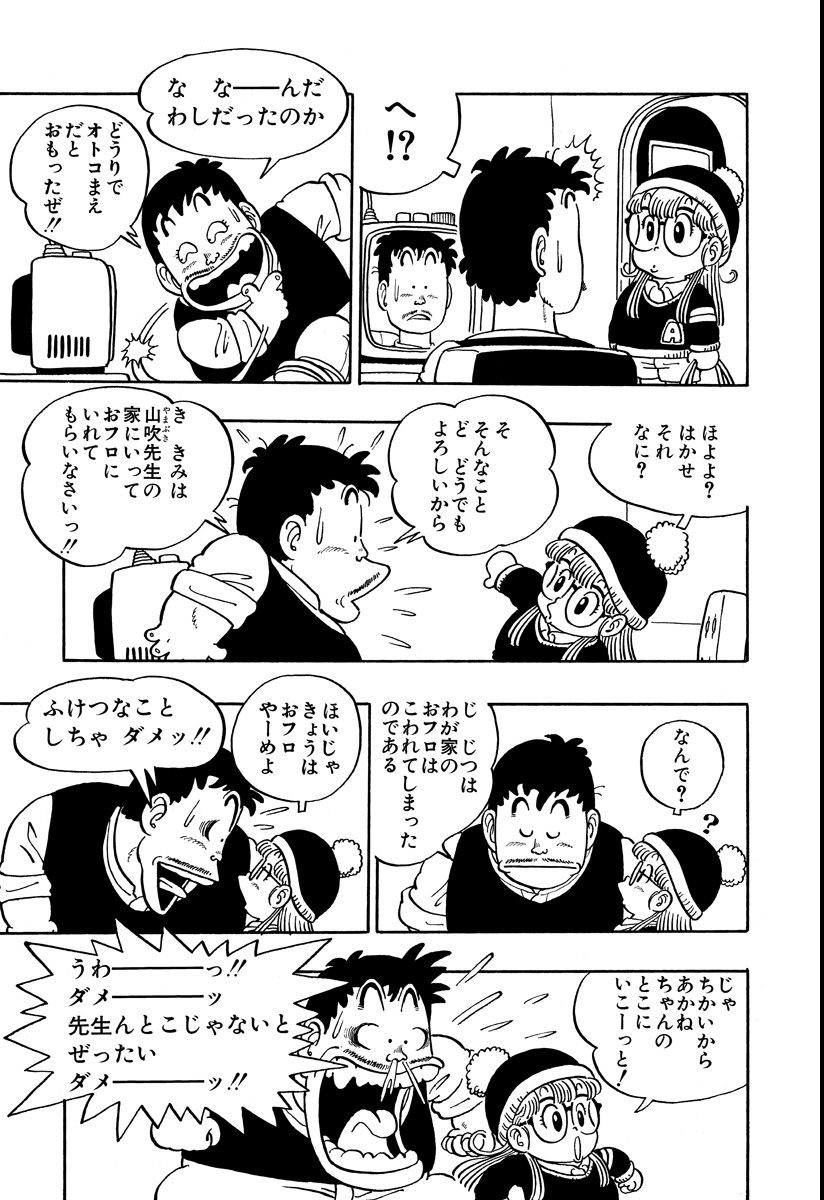 へ!?
な な――んだ
わしだったのか
どうりで
オトコまえ
だと
おもったぜ!!
A
ほよよ?
はかせ
それ
なに?
そ
そんなこと
ど どうでも
よろしいから
き きみは
山吹先生の
やまぶき
家にいって
おフロに
いれて
もらいなさいっ!!
なんで?
?
じ じつは
わが家の
おフロは
こわれてしまった
のである
ほいじゃ
きょうは
おフロ
やーめよ
ふけつなこと
しちゃ ダメッ!!
じゃ
ちかいから
あかね
ちゃんの
とこに
いこーっと!
うわ――――っ!!
ダメ――――ッ
先生んとこじゃないと
ぜったい
ダメ――――ッ!!